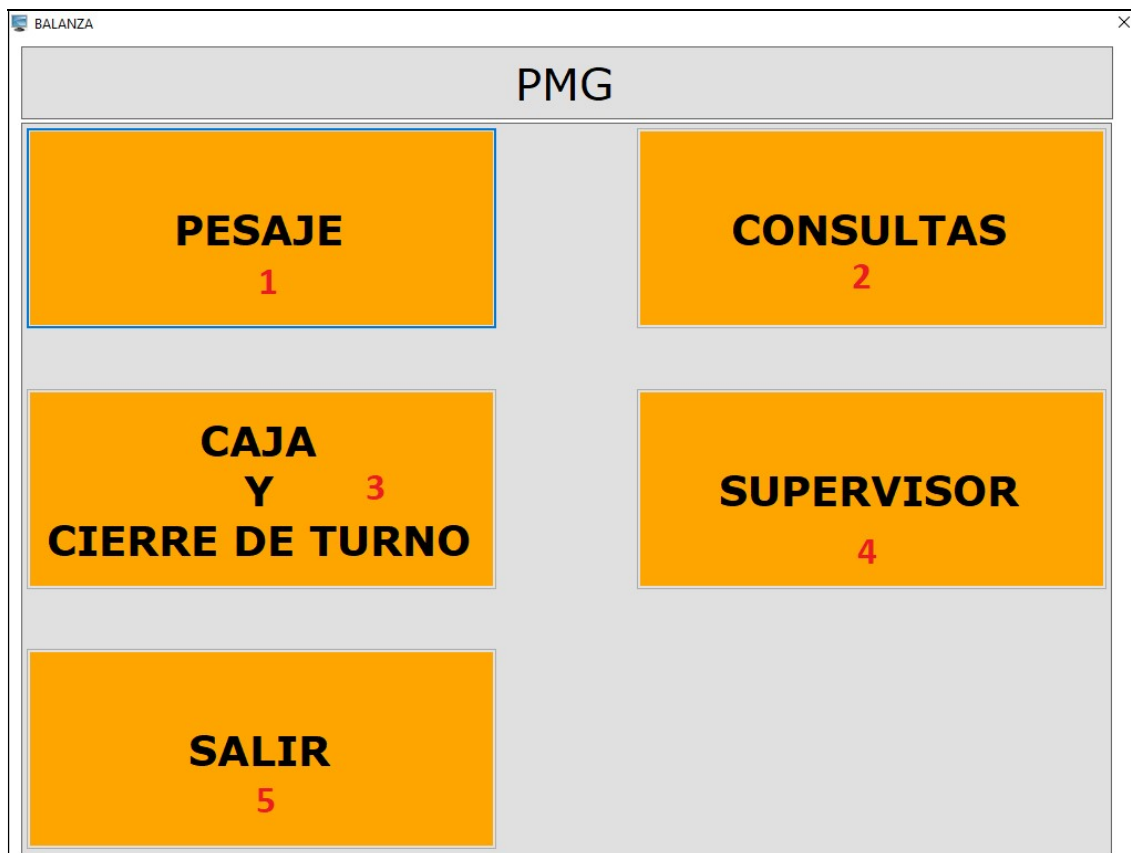 BALANZA
PMG
PESAJE
1
CONSULTAS
2
CAJA
Y 3
CIERRE DE TURNO
SUPERVISOR
4
SALIR
5